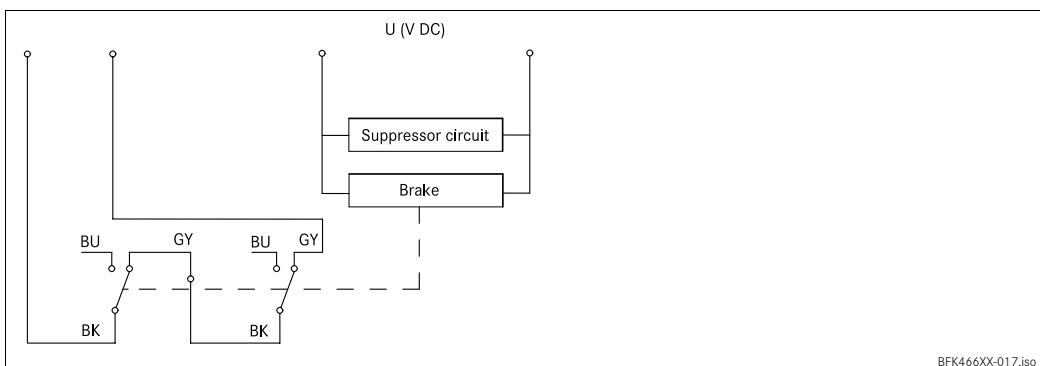 U (V DC)
Suppressor circuit
Brake
BU
GY
BU
GY
BK
BK
BFK466XX-017.iso